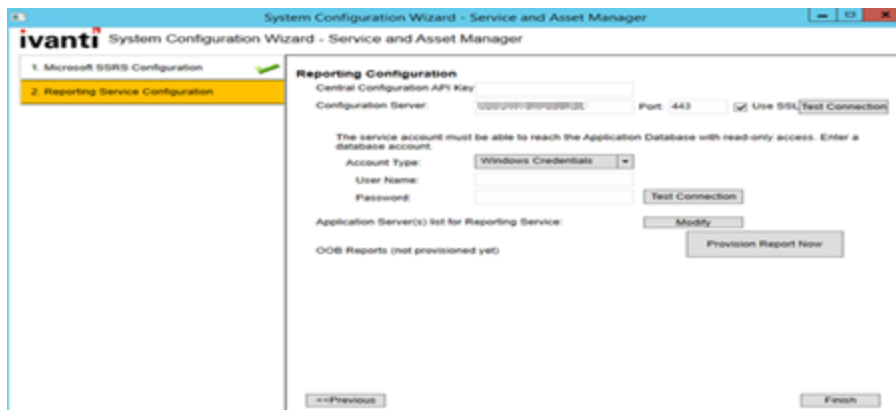 System Configuration Wizard - Service and Asset Manager
ivanti System Configuration Wizard - Service and Asset Manager
1. Microsoft SSRS Configuration
2. Reporting Service Configuration
Reporting Configuration
Central Configuration API Key
Configuration Server: Port: 443 Use SSL Test Connection
The service account must be able to reach the Application Database with read-only access. Enter a
database account.
Account Type: Windows Credentials
User Name:
Password: Test Connection
Application Server(s) list for Reporting Service: Modify
Provision Report Now
OOB Reports (not provisioned yet)
<<Previous Finish